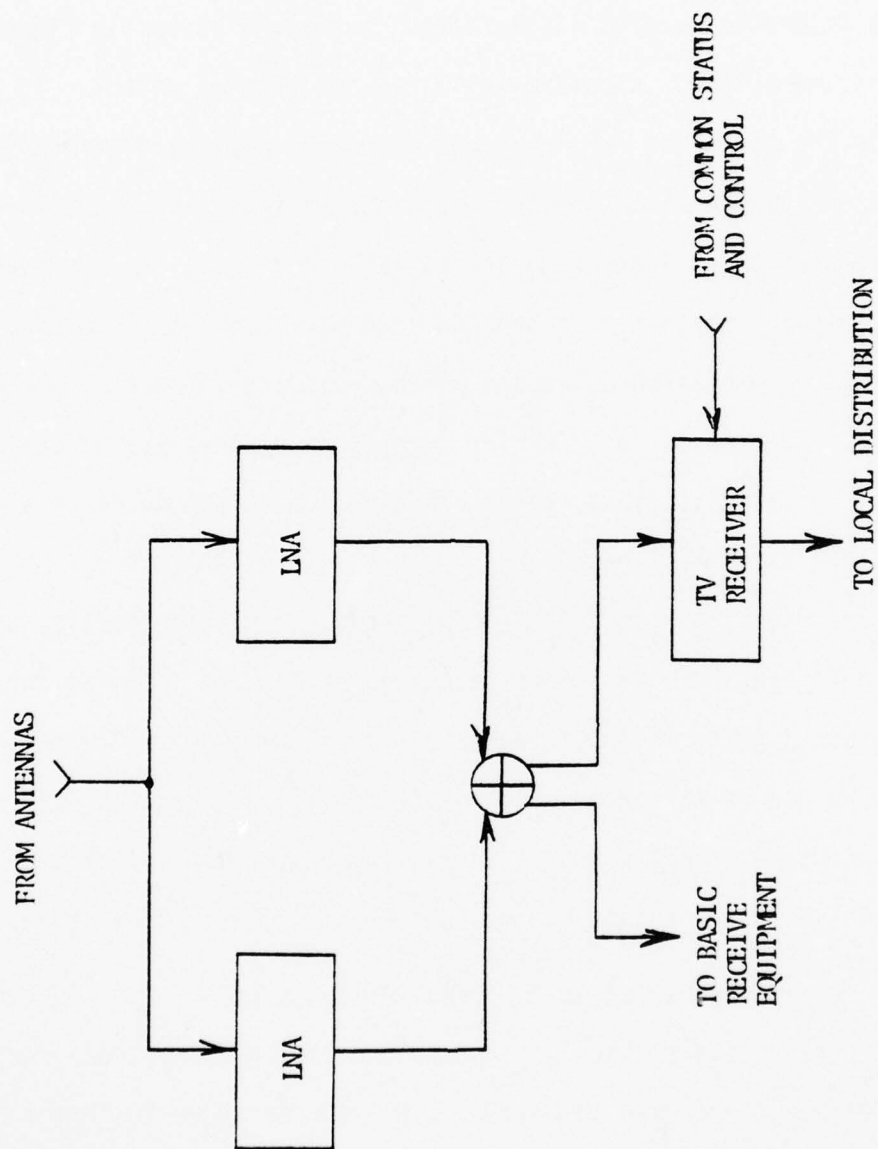 FROM ANTENNAS
LNA
LNA
TO BASIC
RECEIVE
EQUIPMENT
TV
RECEIVER
FROM COMMON STATUS
AND CONTROL
TO LOCAL DISTRIBUTION